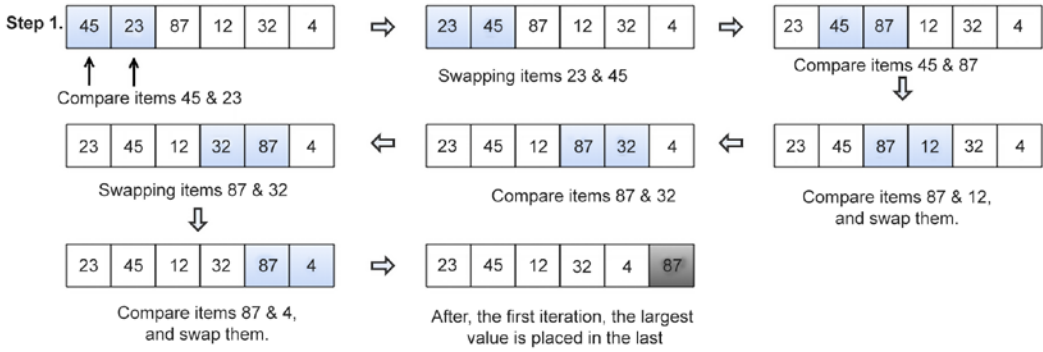 Step 1. 45 23 87 12 32 4
23 45 87 12 32 4
23 45 87 12 32 4
Compare items 45 & 23
Swapping items 23 & 45
Compare items 45 & 87
23 45 87 12 32 4
Compare items 87 & 12,
and swap them.
23 45 12 87 32 4
Compare items 87 & 32
23 45 12 32 87 4
Swapping items 87 & 32
23 45 12 32 87 4
Compare items 87 & 4,
and swap them.
23 45 12 32 4 87
After, the first iteration, the largest
value is placed in the last